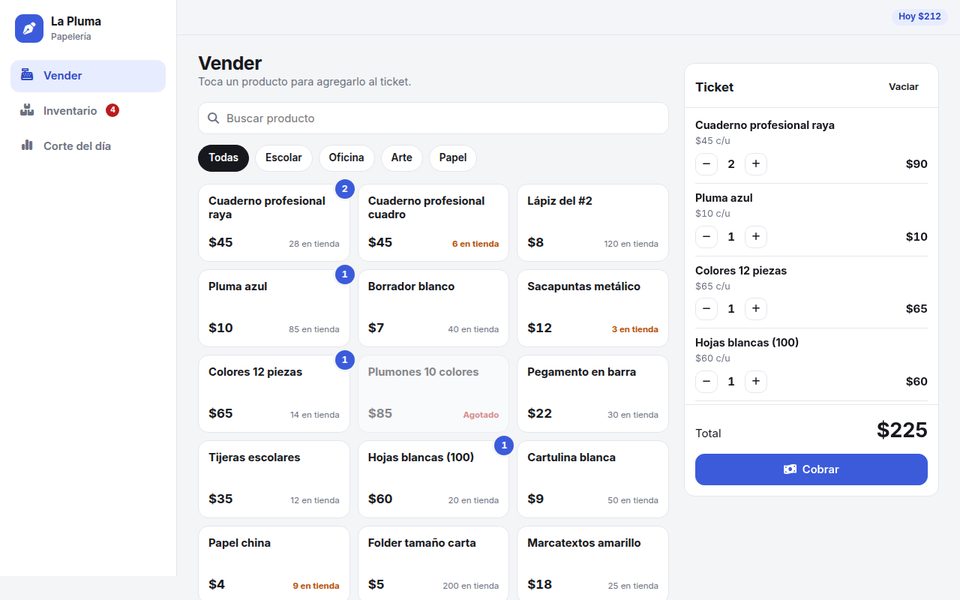 La Pluma
Papelería
Vender
Inventario 4
Corte del día
Hoy $212
Vender
Toca un producto para agregarlo al ticket.
Buscar producto
Todas Escolar Oficina Arte Papel
2
Cuaderno profesional
raya
$45 28 en tienda
Cuaderno profesional
cuadro
$45 6 en tienda
Lápiz del #2
$8 120 en tienda
1
Pluma azul
$10 85 en tienda
Borrador blanco
$7 40 en tienda
Sacapuntas metálico
$12 3 en tienda
1
Colores 12 piezas
$65 14 en tienda
Plumones 10 colores
$85 Agotado
Pegamento en barra
$22 30 en tienda
Tijeras escolares
$35 12 en tienda
1
Hojas blancas (100)
$60 20 en tienda
Cartulina blanca
$9 50 en tienda
Papel china
$4 9 en tienda
Folder tamaño carta
$5 200 en tienda
Marcatextos amarillo
$18 25 en tienda
Ticket Vaciar
Cuaderno profesional raya
$45 c/u
− 2 + $90
Pluma azul
$10 c/u
− 1 + $10
Colores 12 piezas
$65 c/u
− 1 + $65
Hojas blancas (100)
$60 c/u
− 1 + $60
Total $225
Cobrar